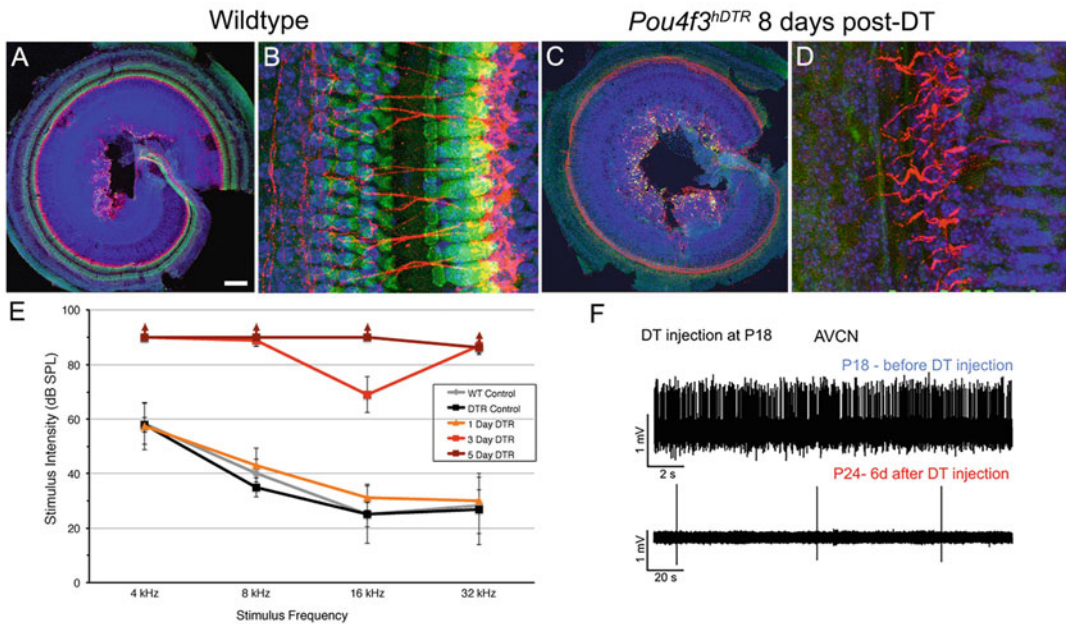 Wildtype
Pou4f3hDTR 8 days post-DT
A
B
C
D
E
100
80
60
40
20
0
Stimulus Intensity (dB SPL)
4 kHz
8 kHz
16 kHz
32 kHz
Stimulus Frequency
WT Control
DTR Control
1 Day DTR
3 Day DTR
5 Day DTR
F
DT injection at P18
AVCN
P18 - before DT injection
1 mV
2 s
P24- 6d after DT injection
1 mV
20 s